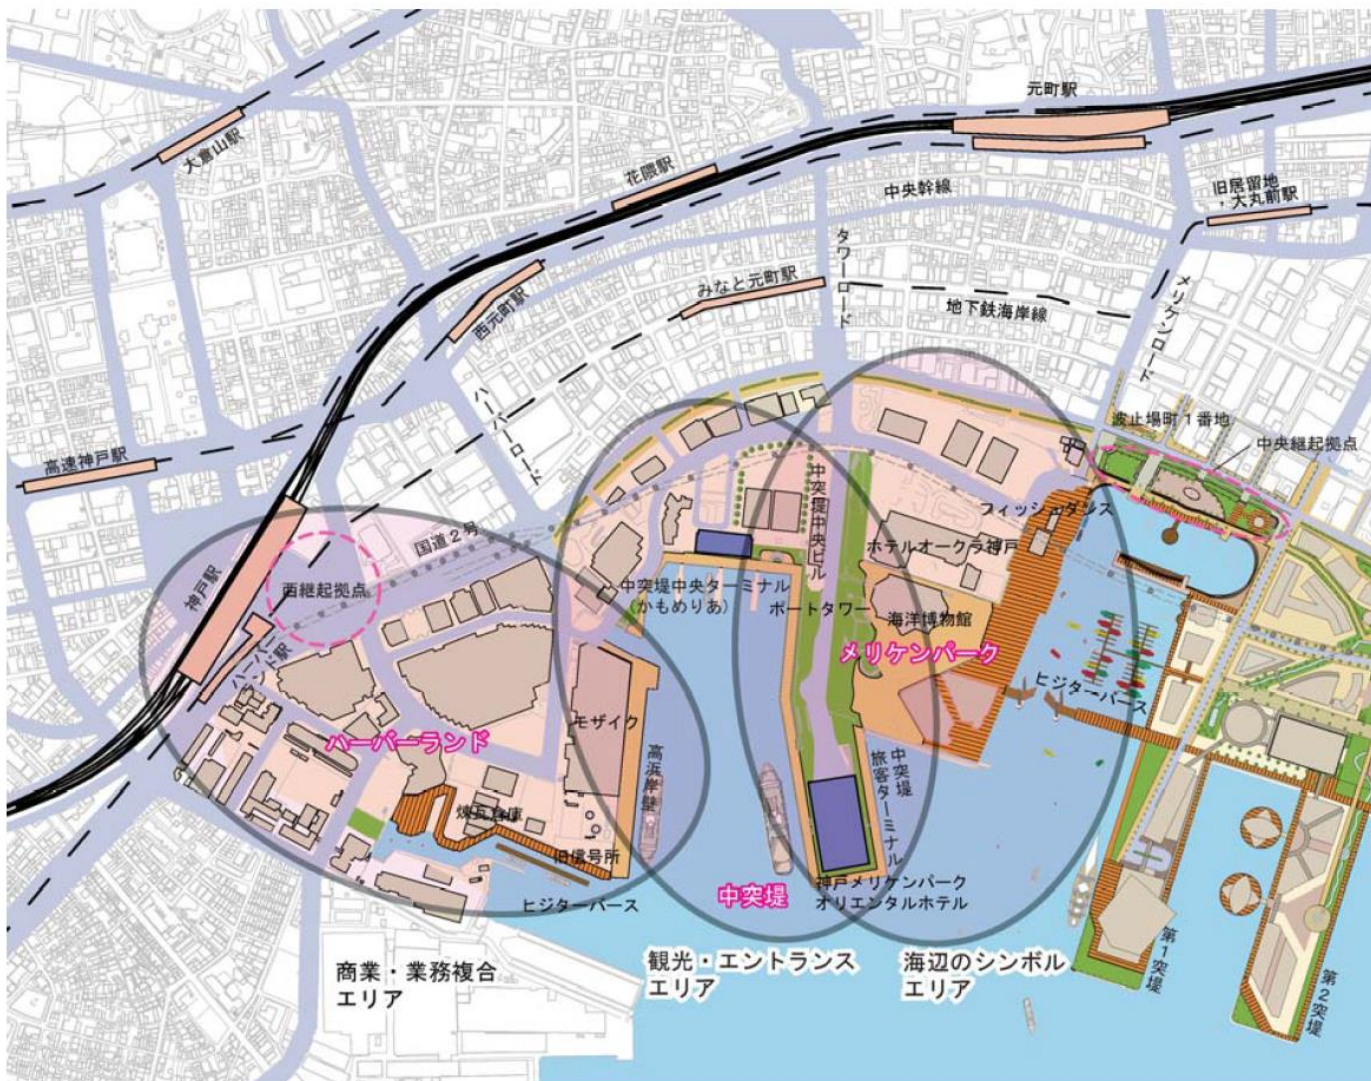 元町駅
大倉山駅
花隈駅
中央幹線
旧居留地
・大丸前駅
タワーロード
みなと元町駅
地下鉄海岸線
メリケンロード
西元町駅
ハーバーロード
波止場町1番地
中央継起拠点
高速神戸駅
中突堤中央ビル
フィッシュダンス
国道2号
ホテルオークラ神戸
神戸駅
西継起拠点
中突堤中央ターミナル
(かもめりあ)
ポートタワー
海洋博物館
メリケンパーク
ハーバーランド駅
ビジターバース
モザイク
ハーバーランド
高浜岸壁
中突堤
旅客ターミナル
煉瓦倉庫
旧信号所
中突堤
神戸メリケンパーク
オリエンタルホテル
ビジターバース
商業・業務複合
エリア
観光・エントランス
エリア
海辺のシンボル
エリア
第1突堤
第2突堤